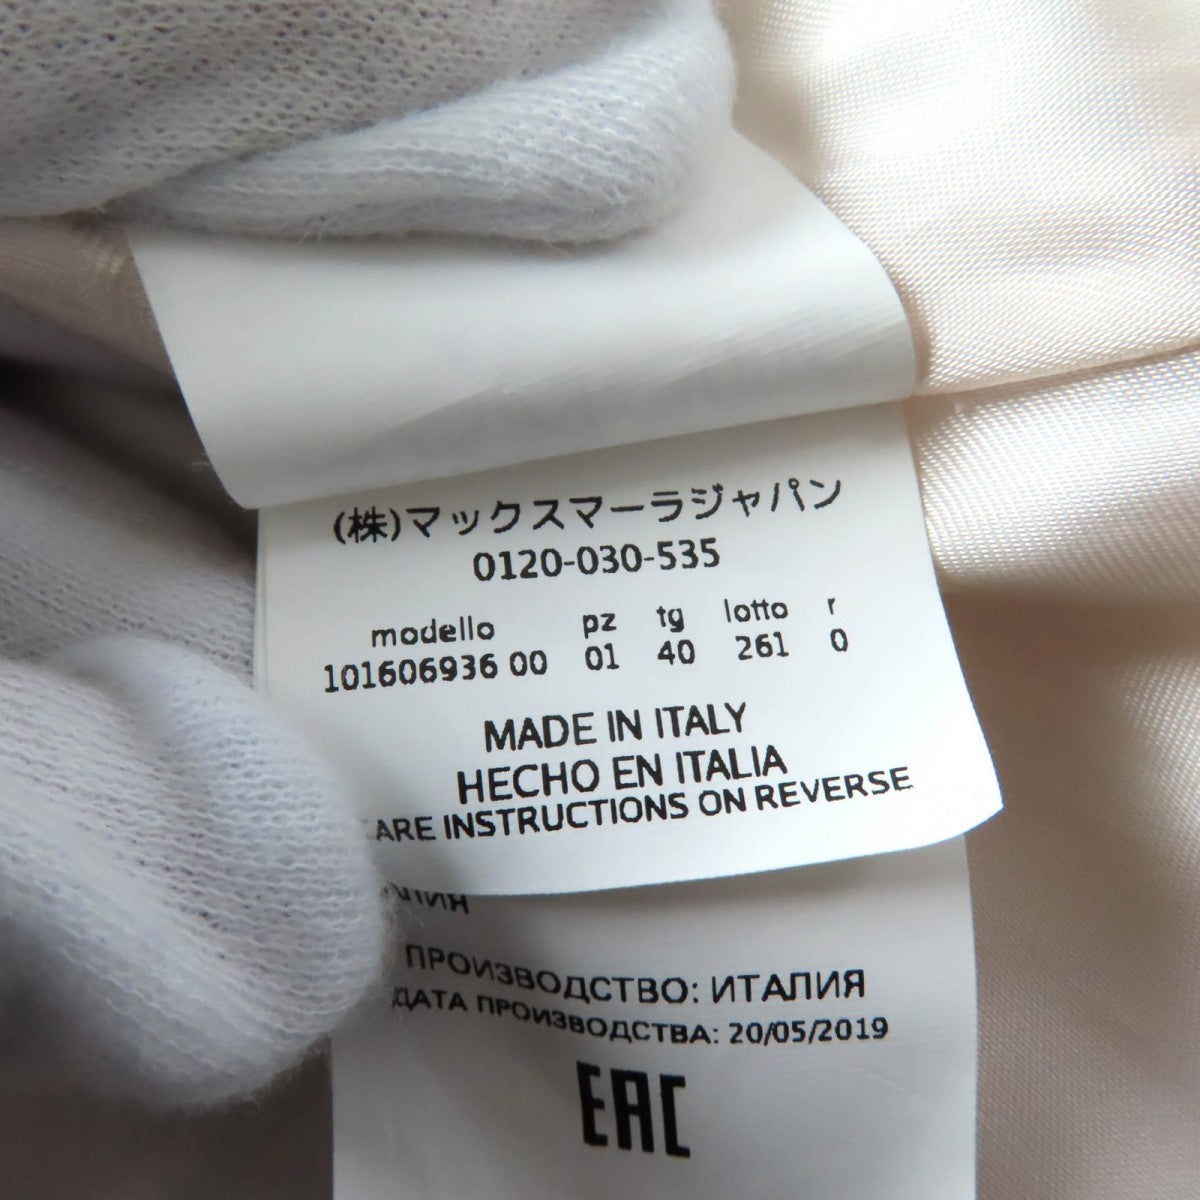 (株)マックスマーラジャパン
0120-030-535
modello pz tg lotto r
101606936 00 01 40 261 0
MADE IN ITALY
HECHO EN ITALIA
ARE INSTRUCTIONS ON REVERSE
ПРОИЗВОДСТВО: ИТАЛИЯ
ДАТА ПРОИЗВОДСТВА: 20/05/2019
EAC